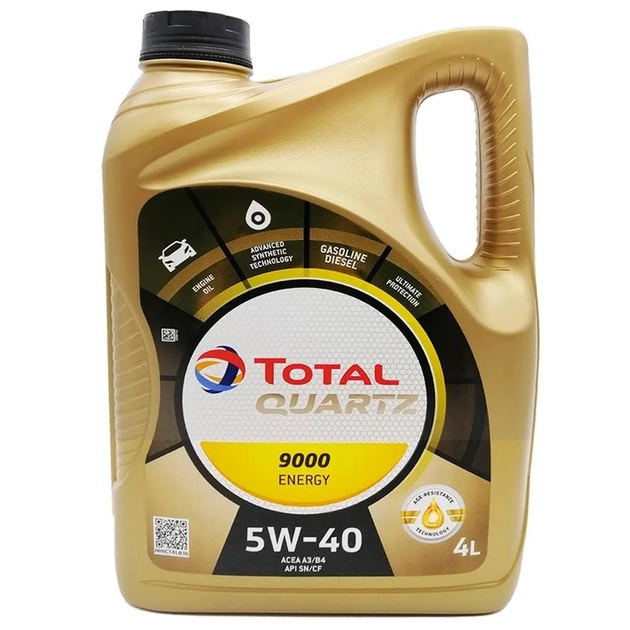 ENGINE
OIL
ADVANCED
SYNTHETIC
TECHNOLOGY
GASOLINE
DIESEL
ULTIMATE
PROTECTION
TOTAL
QUARTZ
9000
ENERGY
AGE-RESISTANCE
TECHNOLOGY
5W-40
ACEA A3/B4
API SN/CF
4L